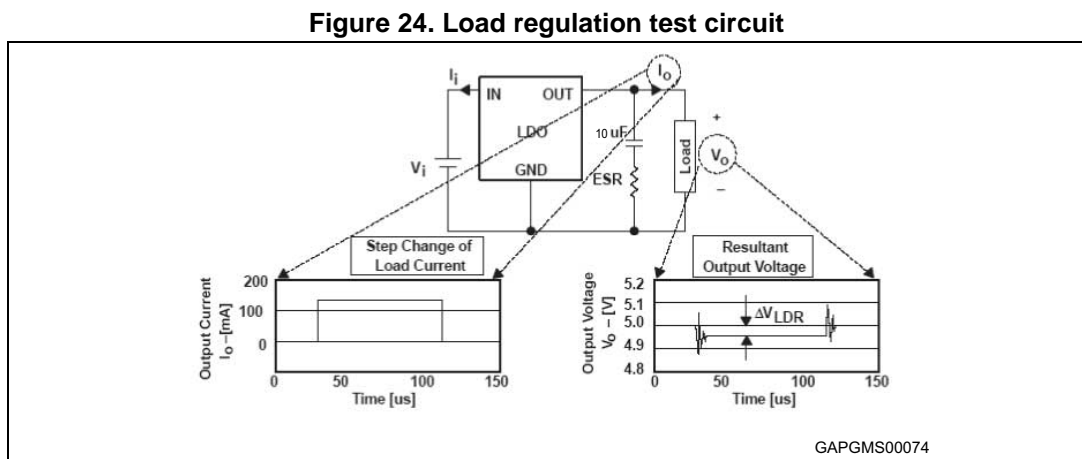 Figure 24. Load regulation test circuit
Ii
IN
OUT
Io
LDO
GND
Vi
10 uF
ESR
Load
+
Vo
–
Step Change of
Load Current
Output Current
Io –[mA]
200
100
0
0
50
100
150
Time [us]
Resultant
Output Voltage
Output Voltage
Vo – [V]
5.2
5.1
5.0
4.9
4.8
ΔVLDR
0
50
100
150
Time [us]
GAPGMS00074